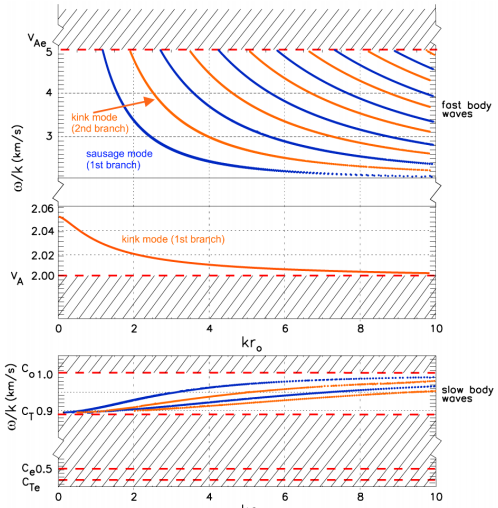 V_Ae
5
4
3
2
ω/k (km/s)
kink mode
(2nd branch)
sausage mode
(1st branch)
fast body
waves
2.06
2.04
2.02
2.00
V_A
kink mode (1st branch)
0 2 4 6 8 10
kr_o
ω/k (km/s)
C_o 1.0
C_T 0.9
C_e 0.5
C_Te
slow body
waves
0 2 4 6 8 10